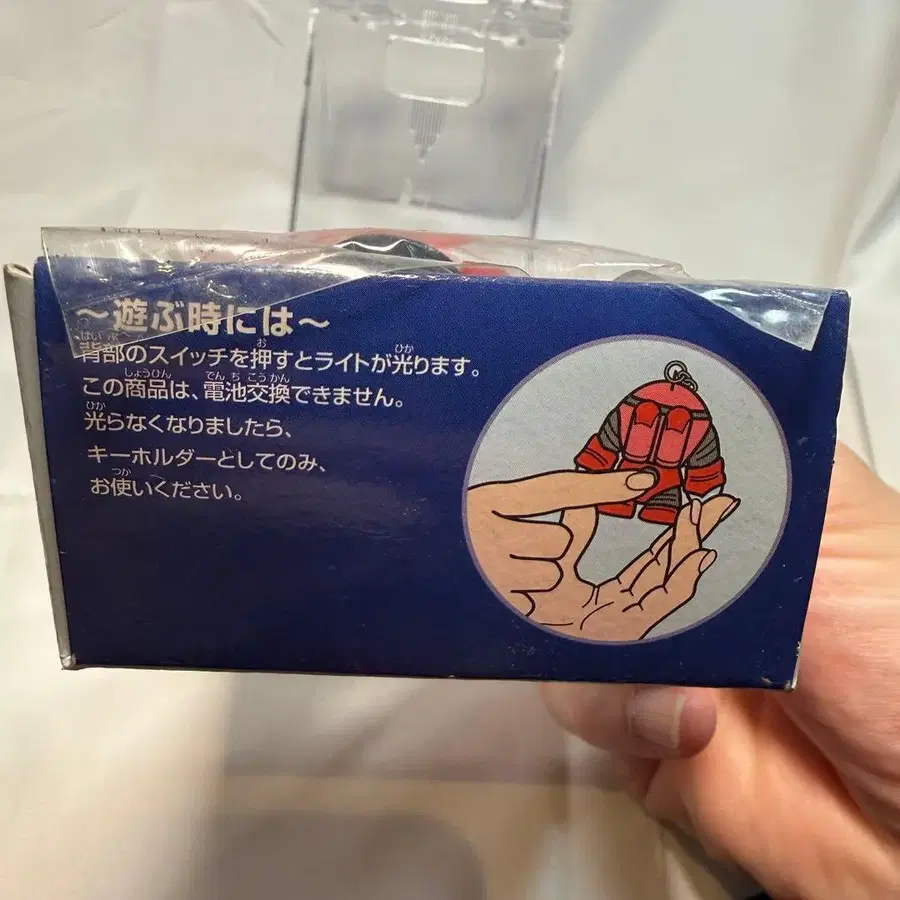 ～遊ぶ時には～
背部のスイッチを押すとライトが光ります。
この商品は、電池交換できません。
光らなくなりましたら、
キーホルダーとしてのみ、
お使いください。